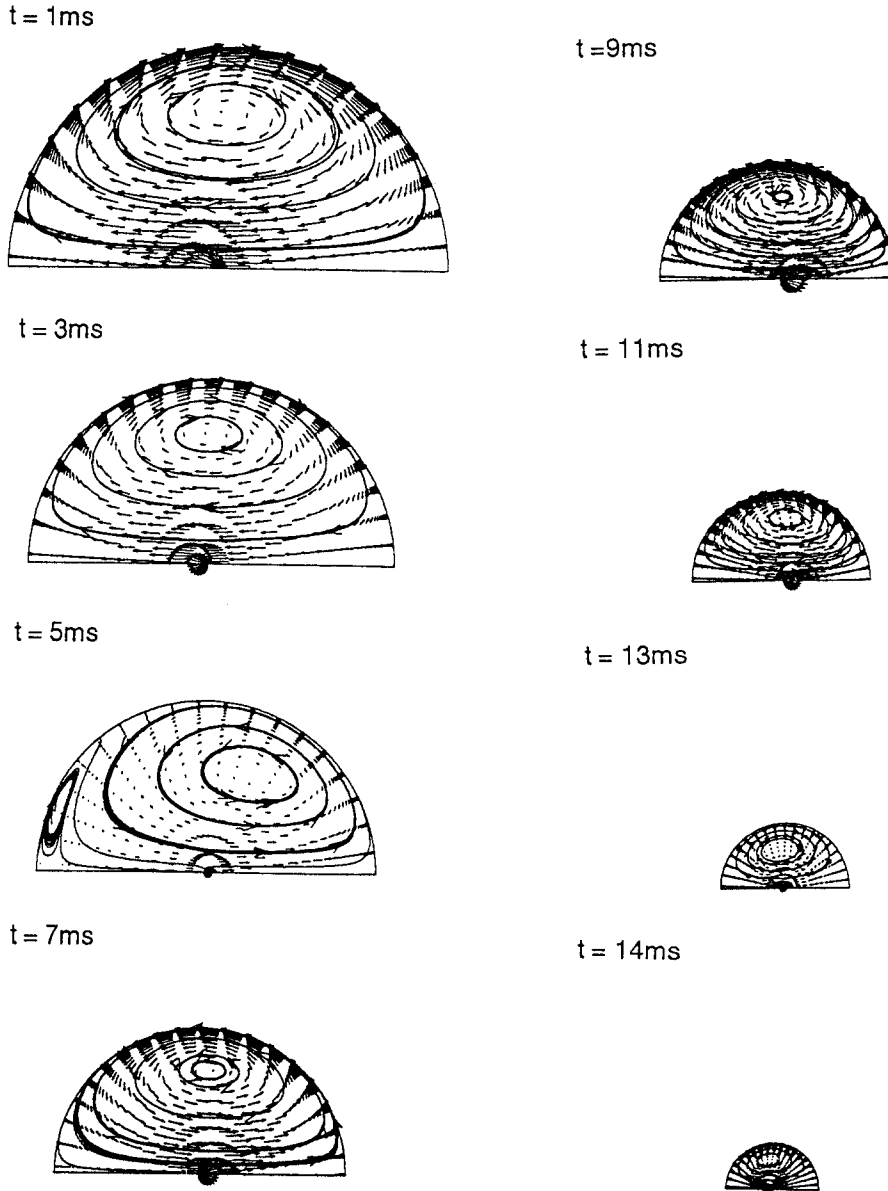 t = 1ms
t = 3ms
t = 5ms
t = 7ms
t =9ms
t = 11ms
t = 13ms
t = 14ms